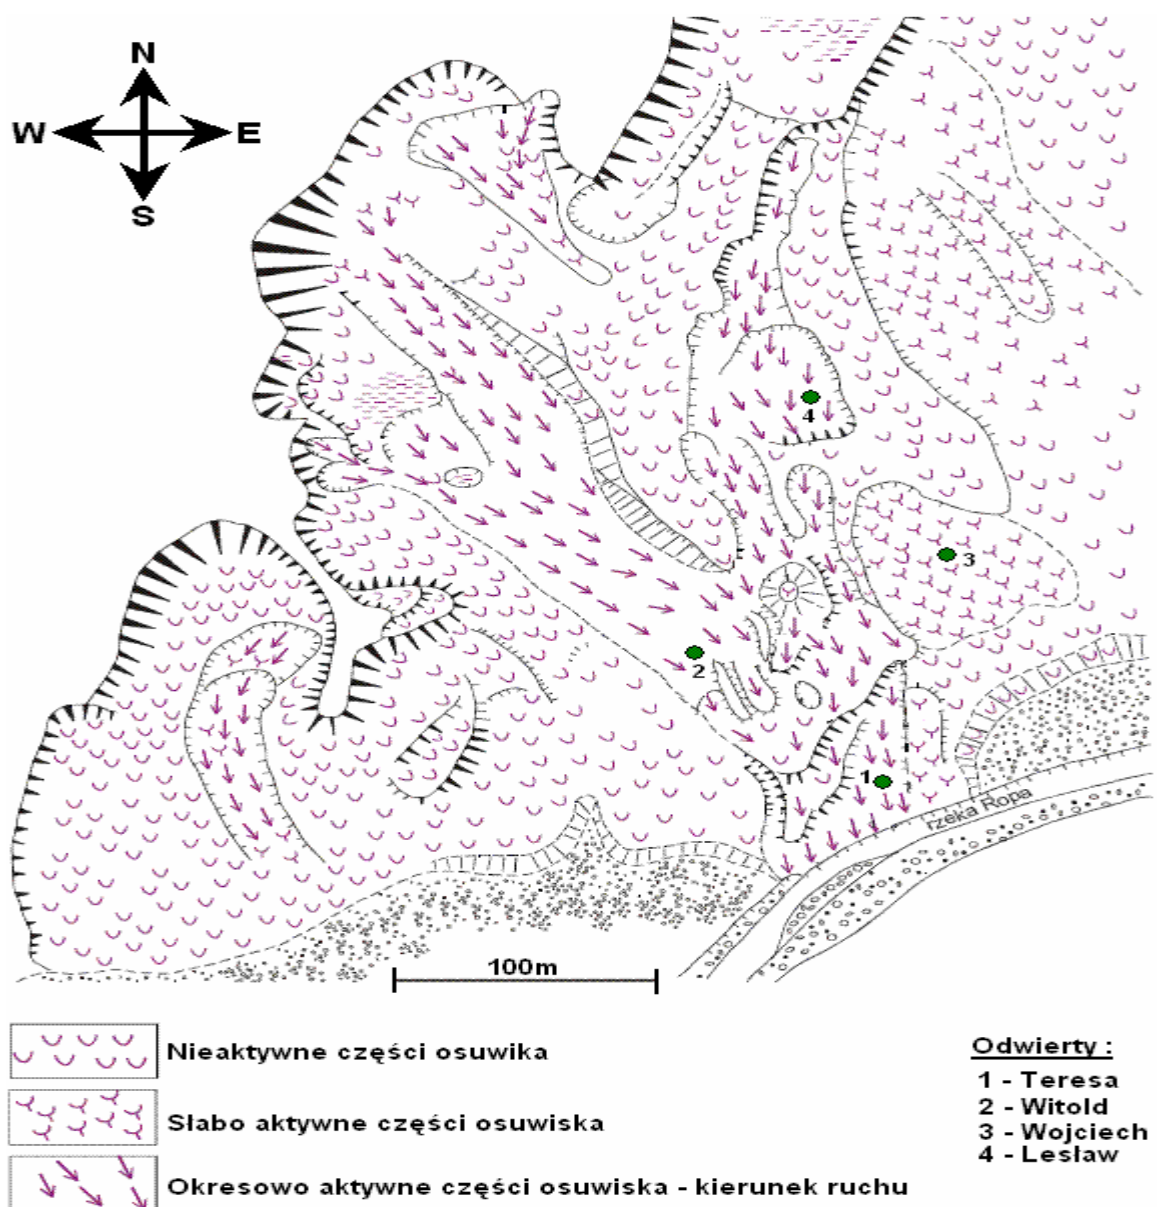 N
W E
S
4
3
2
1
rzeka Ropa
100m
Nieaktywne części osuwika
Słabo aktywne części osuwiska
Okresowo aktywne części osuwiska - kierunek ruchu
Odwierty :
1 - Teresa
2 - Witold
3 - Wojciech
4 - Lesław